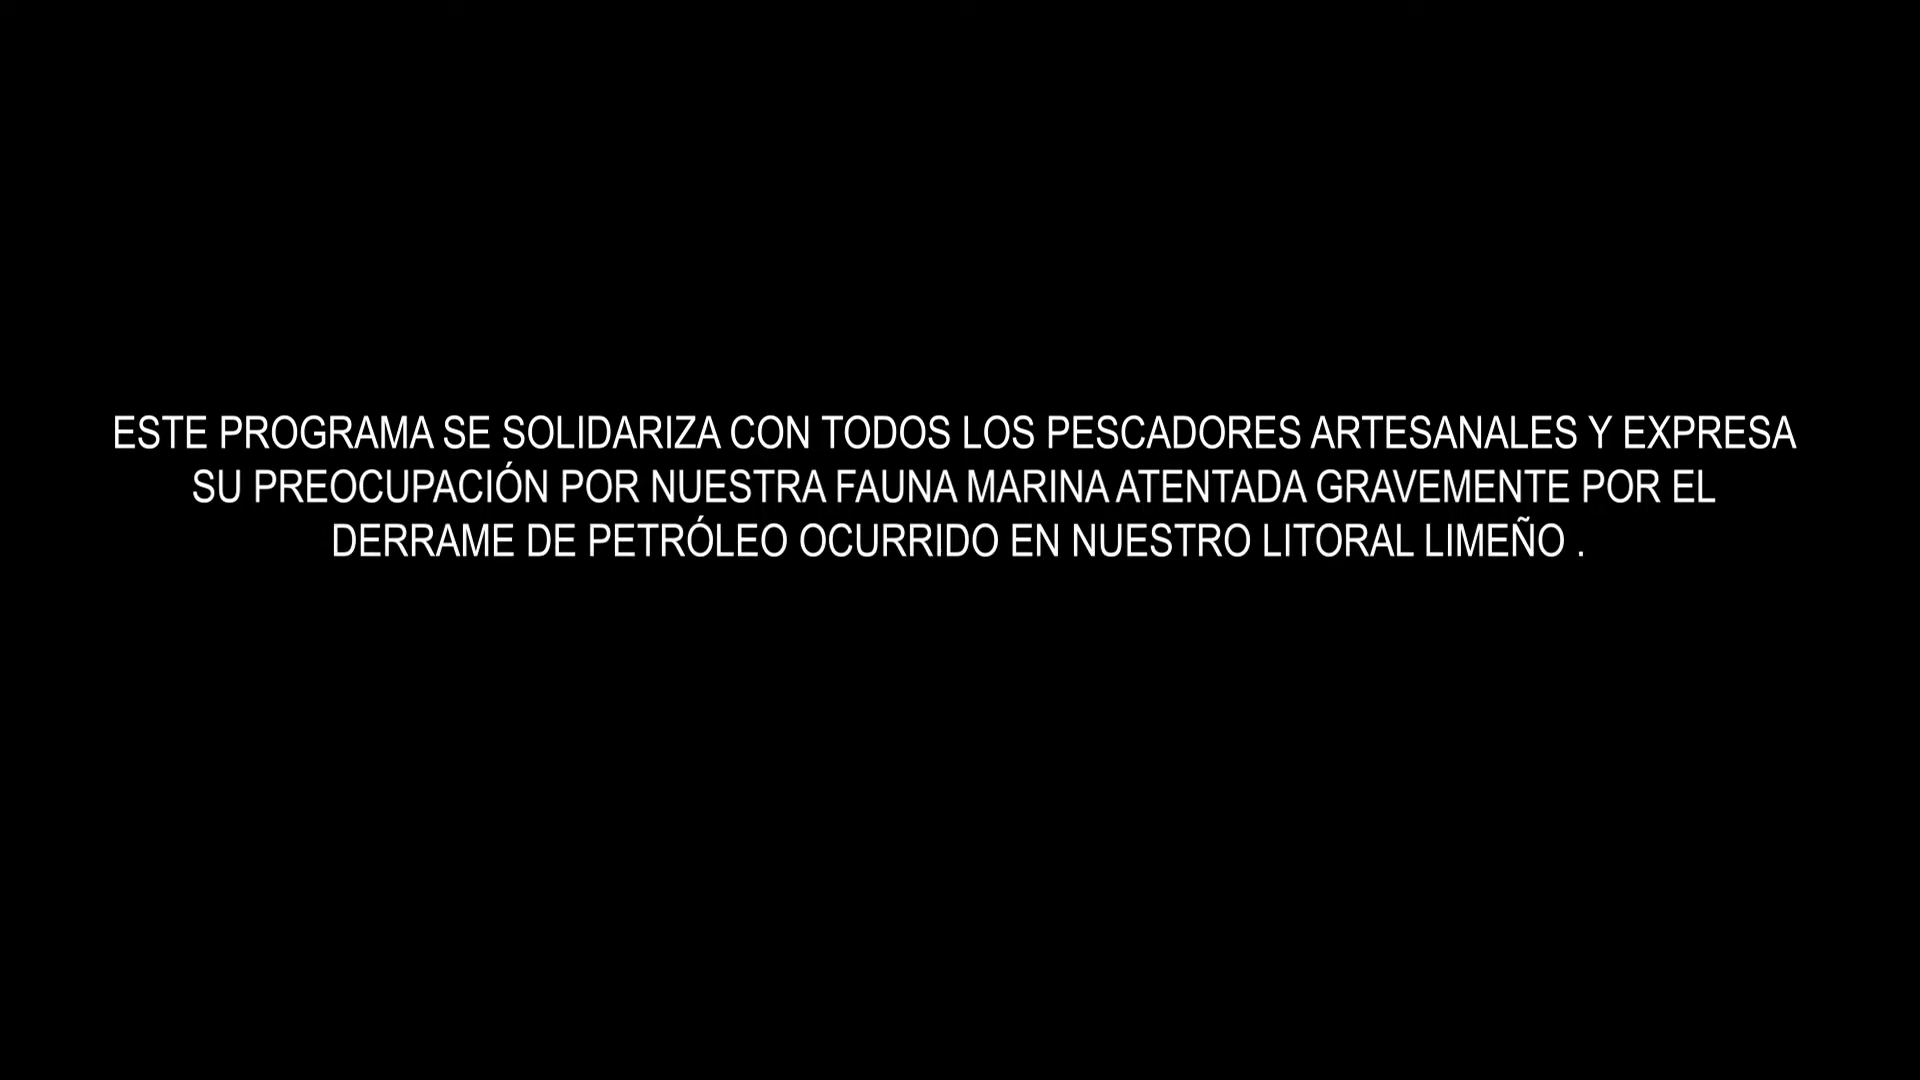 ESTE PROGRAMA SE SOLIDARIZA CON TODOS LOS PESCADORES ARTESANALES Y EXPRESA
SU PREOCUPACIÓN POR NUESTRA FAUNA MARINA ATENTADA GRAVEMENTE POR EL
DERRAME DE PETRÓLEO OCURRIDO EN NUESTRO LITORAL LIMEÑO .